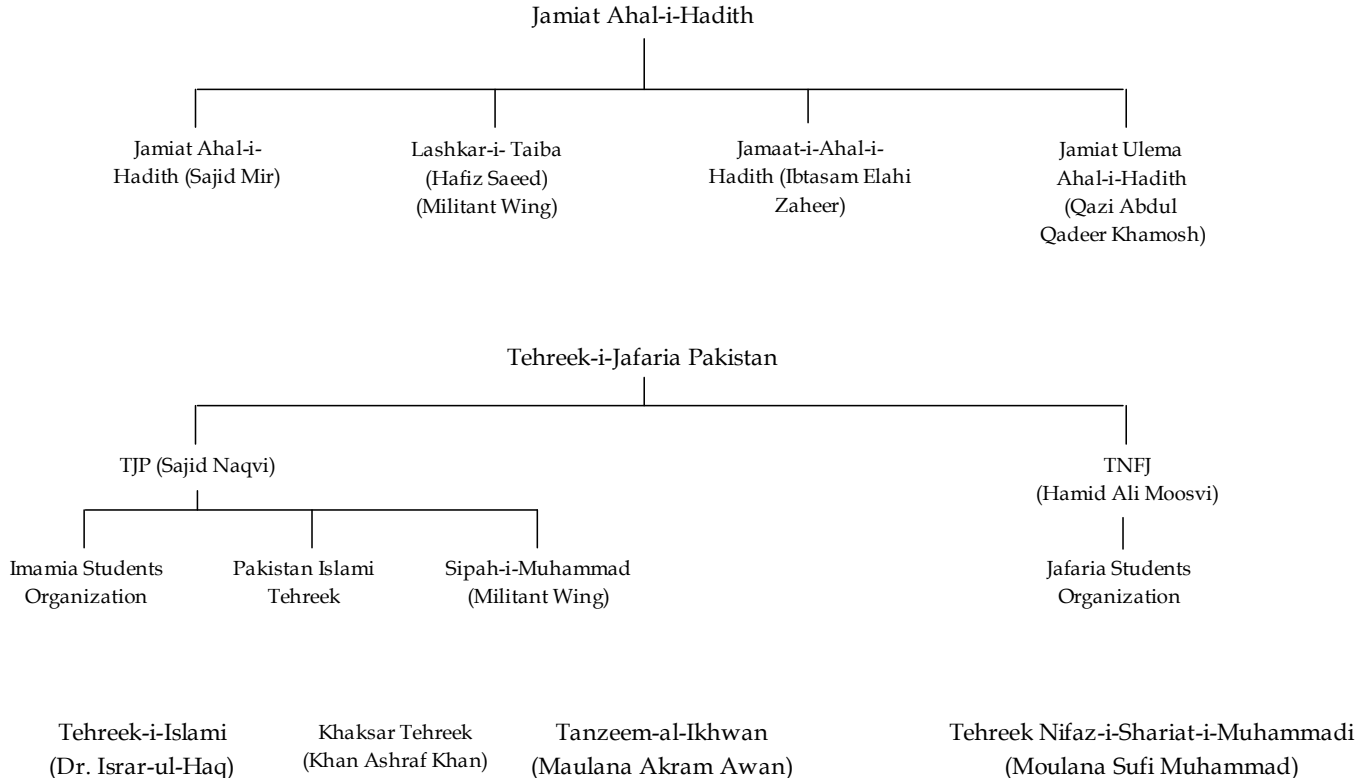 Jamiat Ahal-i-Hadith
Jamiat Ahal-i-
Hadith (Sajid Mir)
Lashkar-i- Taiba
(Hafiz Saeed)
(Militant Wing)
Jamaat-i-Ahal-i-
Hadith (Ibtasam Elahi
Zaheer)
Jamiat Ulema
Ahal-i-Hadith
(Qazi Abdul
Qadeer Khamosh)
Tehreek-i-Jafaria Pakistan
TJP (Sajid Naqvi)
TNFJ
(Hamid Ali Moosvi)
Imamia Students
Organization
Pakistan Islami
Tehreek
Sipah-i-Muhammad
(Militant Wing)
Jafaria Students
Organization
Tehreek-i-Islami
(Dr. Israr-ul-Haq)
Khaksar Tehreek
(Khan Ashraf Khan)
Tanzeem-al-Ikhwan
(Maulana Akram Awan)
Tehreek Nifaz-i-Shariat-i-Muhammadi
(Moulana Sufi Muhammad)